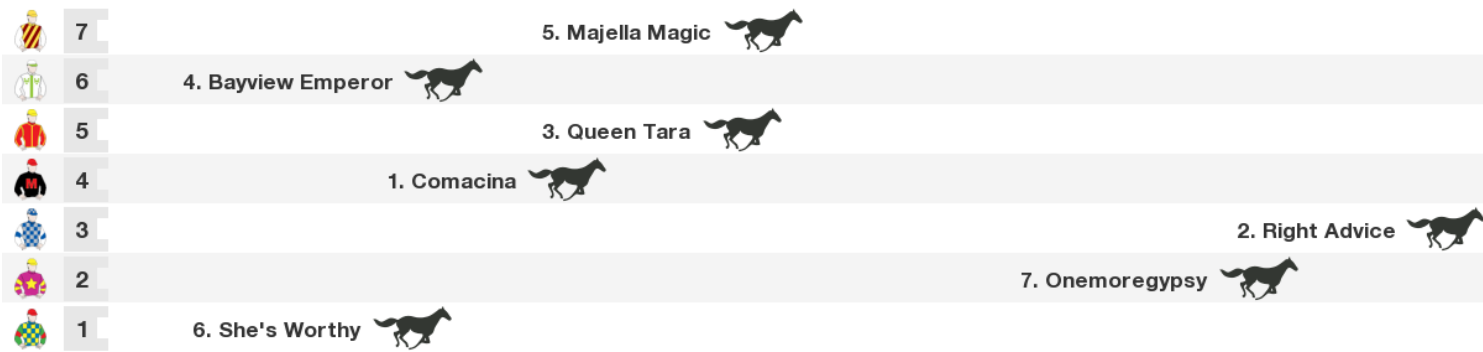 7 5. Majella Magic
6 4. Bayview Emperor
5 3. Queen Tara
4 1. Comacina
M
3 2. Right Advice
2 7. Onemoregypsy
1 6. She's Worthy